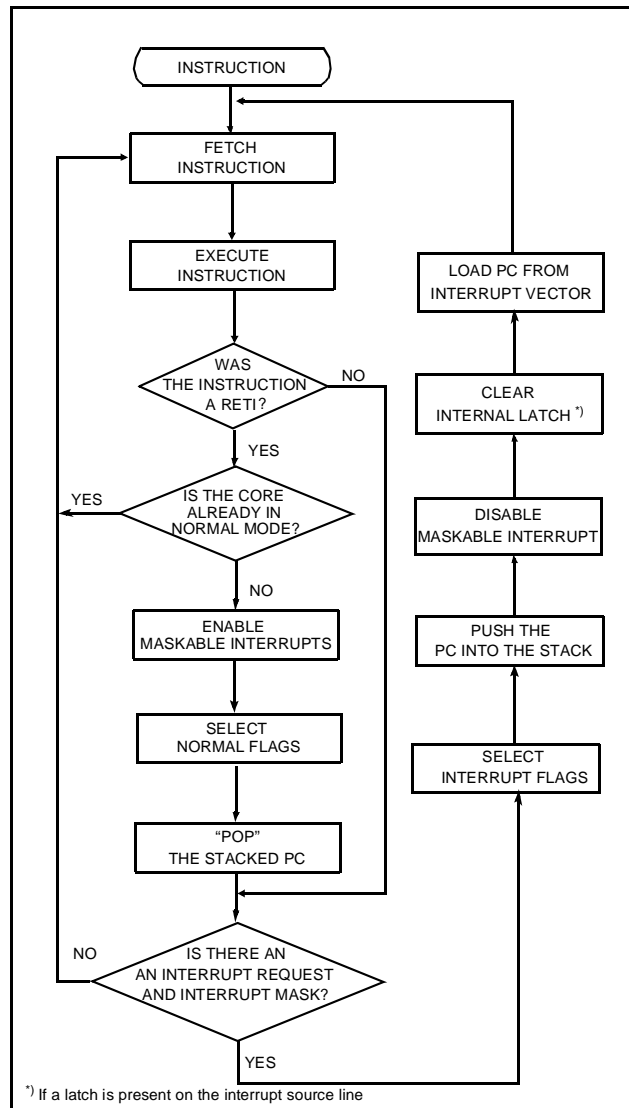 INSTRUCTION
FETCH
INSTRUCTION
EXECUTE
INSTRUCTION
WAS
THE INSTRUCTION
A RETI?
NO
YES
IS THE CORE
ALREADY IN
NORMAL MODE?
YES
NO
ENABLE
MASKABLE INTERRUPTS
SELECT
NORMAL FLAGS
“POP”
THE STACKED PC
IS THERE AN
AN INTERRUPT REQUEST
AND INTERRUPT MASK?
NO
YES
SELECT
INTERRUPT FLAGS
PUSH THE
PC INTO THE STACK
DISABLE
MASKABLE INTERRUPT
CLEAR
INTERNAL LATCH *)
LOAD PC FROM
INTERRUPT VECTOR
*) If a latch is present on the interrupt source line